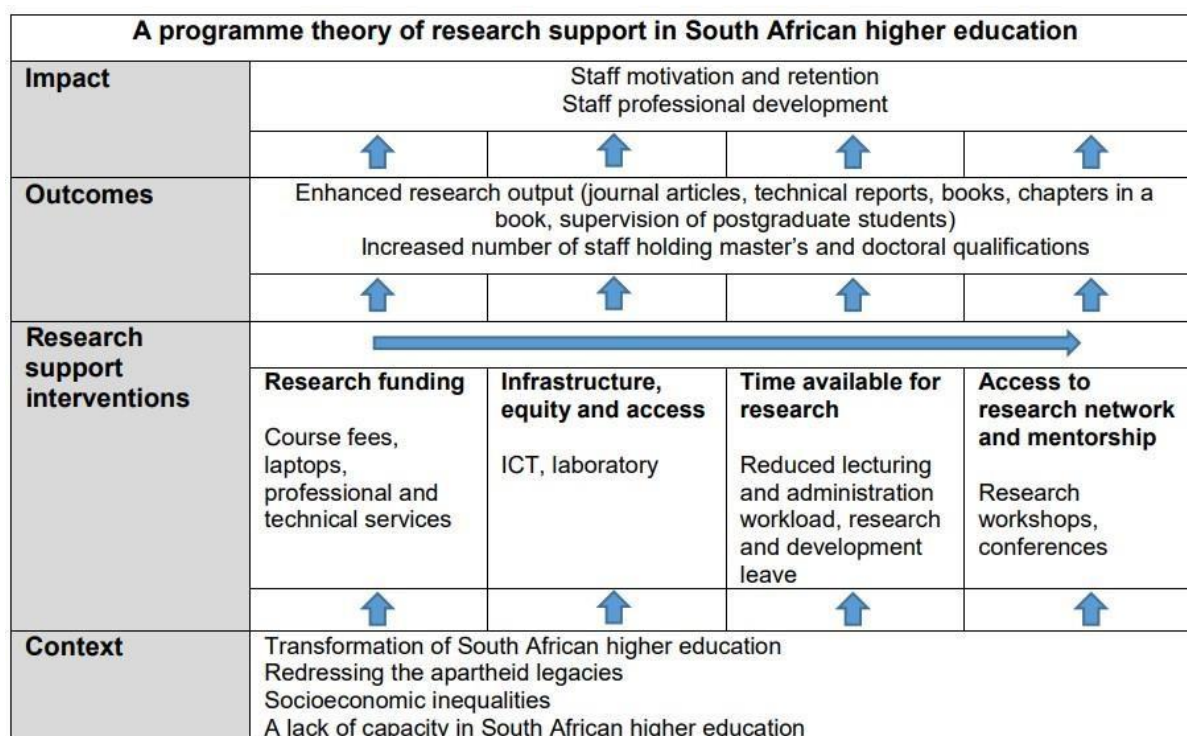 A programme theory of research support in South African higher education
Impact
Staff motivation and retention
Staff professional development
Outcomes
Enhanced research output (journal articles, technical reports, books, chapters in a
book, supervision of postgraduate students)
Increased number of staff holding master's and doctoral qualifications
Research
support
interventions
Research funding
Course fees,
laptops,
professional and
technical services
Infrastructure,
equity and access
ICT, laboratory
Time available for
research
Reduced lecturing
and administration
workload, research
and development
leave
Access to
research network
and mentorship
Research
workshops,
conferences
Context
Transformation of South African higher education
Redressing the apartheid legacies
Socioeconomic inequalities
A lack of capacity in South African higher education